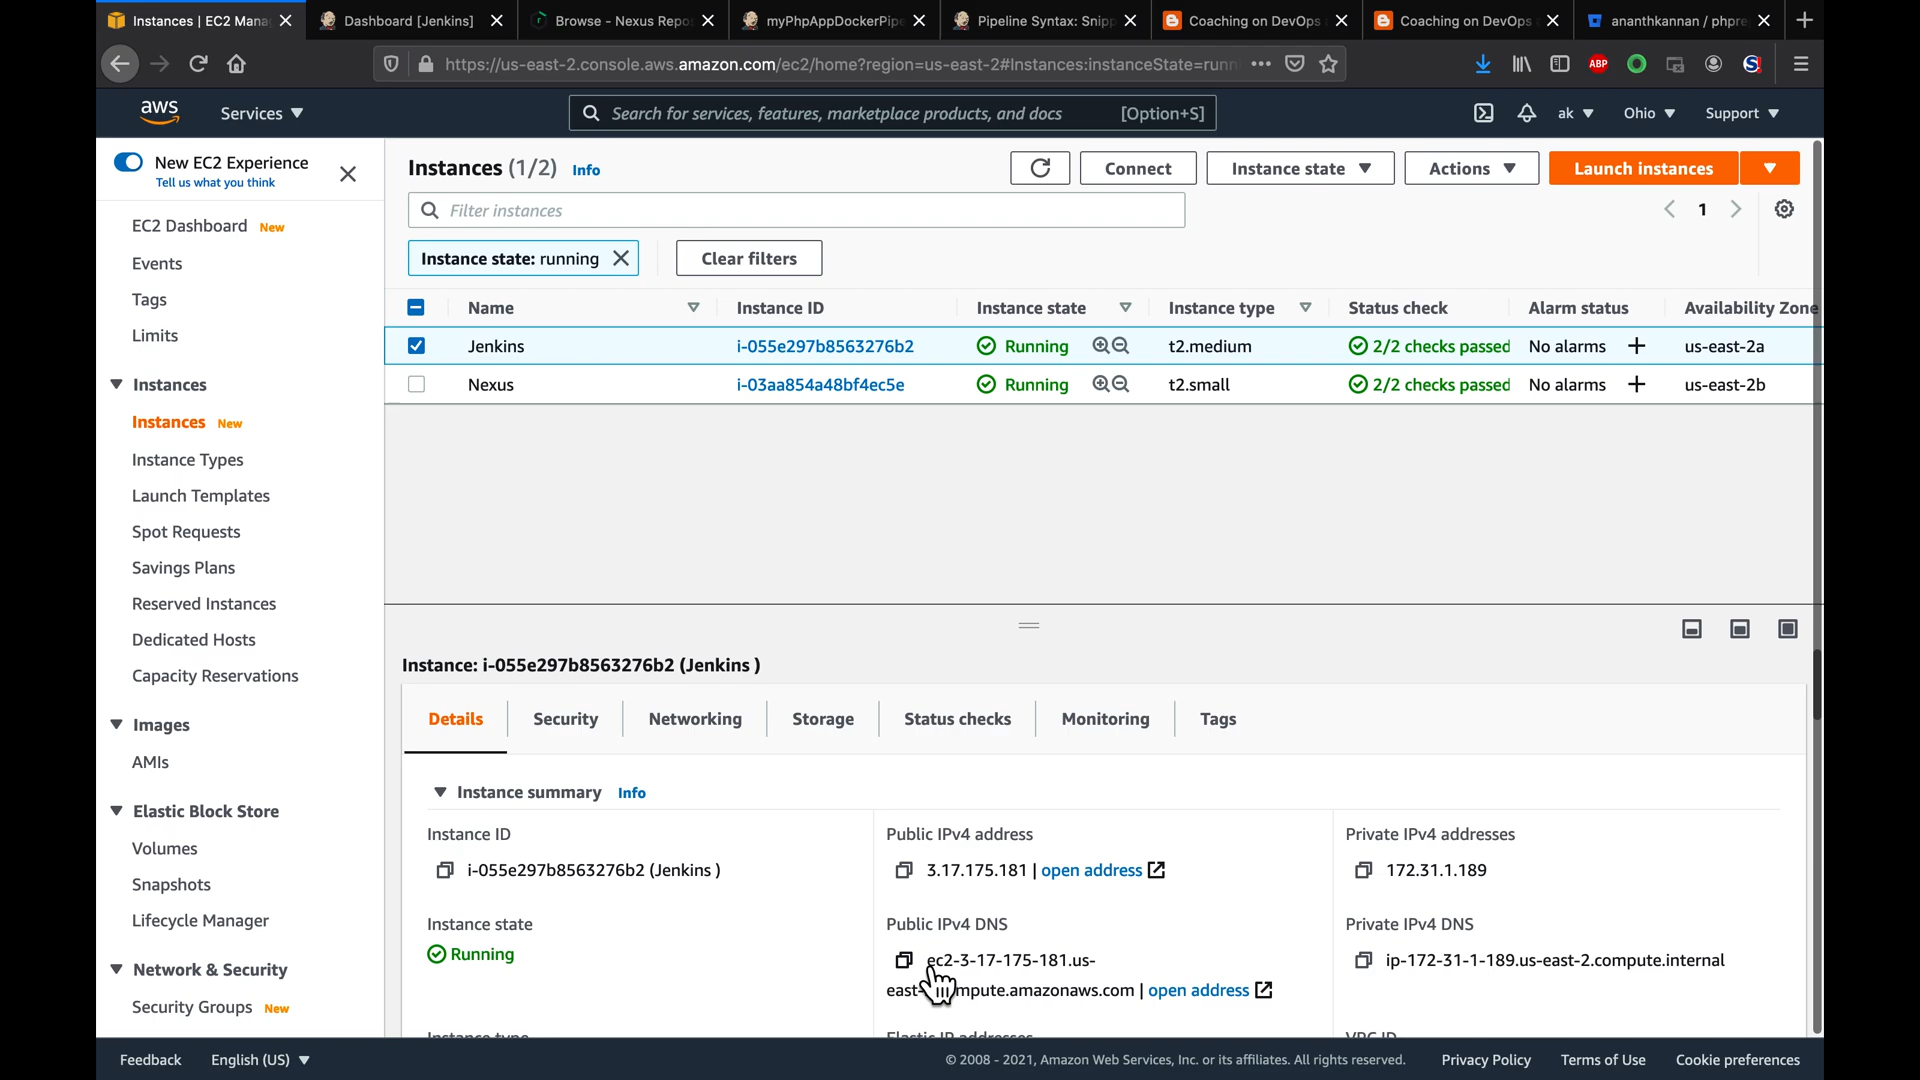 Instances | EC2 Mana
Dashboard [Jenkins]
Browse - Nexus Repo
myPhpAppDockerPipe
Pipeline Syntax: Snipp
Coaching on DevOps
Coaching on DevOps
ananthkannan / phpre
https://us-east-2.console.aws.amazon.com/ec2/home?region=us-east-2#Instances:instanceState=runn
ABP
aws
Services
Search for services, features, marketplace products, and docs
[Option+S]
ak
Ohio
Support
New EC2 Experience
Tell us what you think
EC2 Dashboard New
Events
Tags
Limits
Instances
Instances New
Instance Types
Launch Templates
Spot Requests
Savings Plans
Reserved Instances
Dedicated Hosts
Capacity Reservations
Images
AMIs
Elastic Block Store
Volumes
Snapshots
Lifecycle Manager
Network & Security
Security Groups New
Instances (1/2) Info
Connect
Instance state
Actions
Launch instances
Filter instances
1
Instance state: running
Clear filters
Name Instance ID Instance state Instance type Status check Alarm status Availability Zone
Jenkins i-055e297b8563276b2 Running t2.medium 2/2 checks passed No alarms + us-east-2a
Nexus i-03aa854a48bf4ec5e Running t2.small 2/2 checks passed No alarms + us-east-2b
Instance: i-055e297b8563276b2 (Jenkins )
Details
Security
Networking
Storage
Status checks
Monitoring
Tags
Instance summary Info
Instance ID
i-055e297b8563276b2 (Jenkins )
Public IPv4 address
3.17.175.181 | open address
Private IPv4 addresses
172.31.1.189
Instance state
Running
Public IPv4 DNS
ec2-3-17-175-181.us-
east- mpute.amazonaws.com | open address
Private IPv4 DNS
ip-172-31-1-189.us-east-2.compute.internal
Instance type
Elastic IP addresses
VPC ID
Feedback
English (US)
© 2008 - 2021, Amazon Web Services, Inc. or its affiliates. All rights reserved.
Privacy Policy
Terms of Use
Cookie preferences